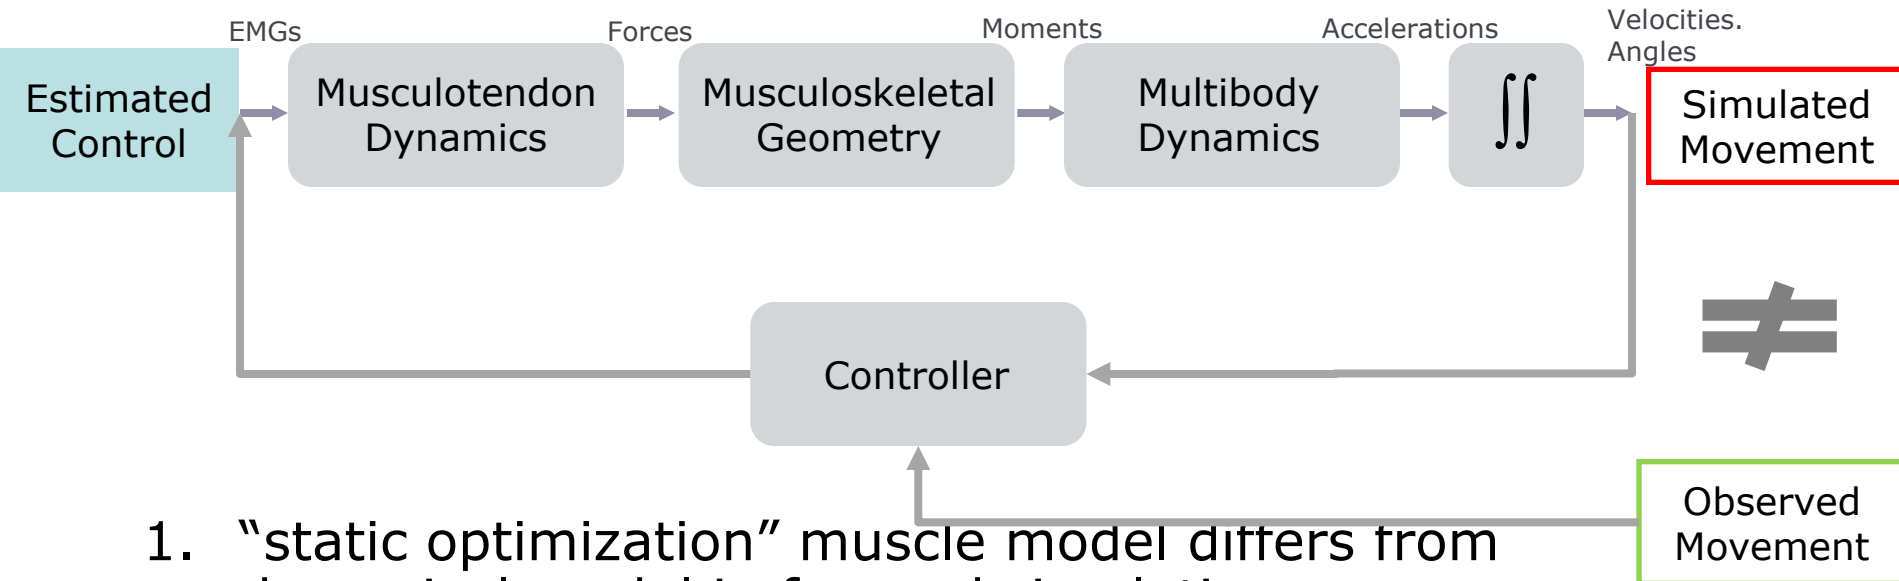 EMGs
Forces
Moments
Accelerations
Velocities.
Angles
Estimated
Control
Musculotendon
Dynamics
Musculoskeletal
Geometry
Multibody
Dynamics
∫∫
Simulated
Movement
≠
Controller
Observed
Movement
1. “static optimization” muscle model differs from